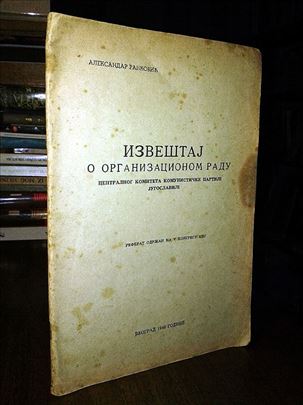 АЛЕКСАНДАР РАНКОВИЋ
ИЗВЕШТАЈ
О ОРГАНИЗАЦИОНОМ РАДУ
ЦЕНТРАЛНОГ КОМИТЕТА КОМУНИСТИЧКЕ ПАРТИЈЕ
ЈУГОСЛАВИЈЕ
РЕФЕРАТ ОДРЖАН НА V КОНГРЕСУ КПЈ
БЕОГРАД 1948 ГОДИНЕ